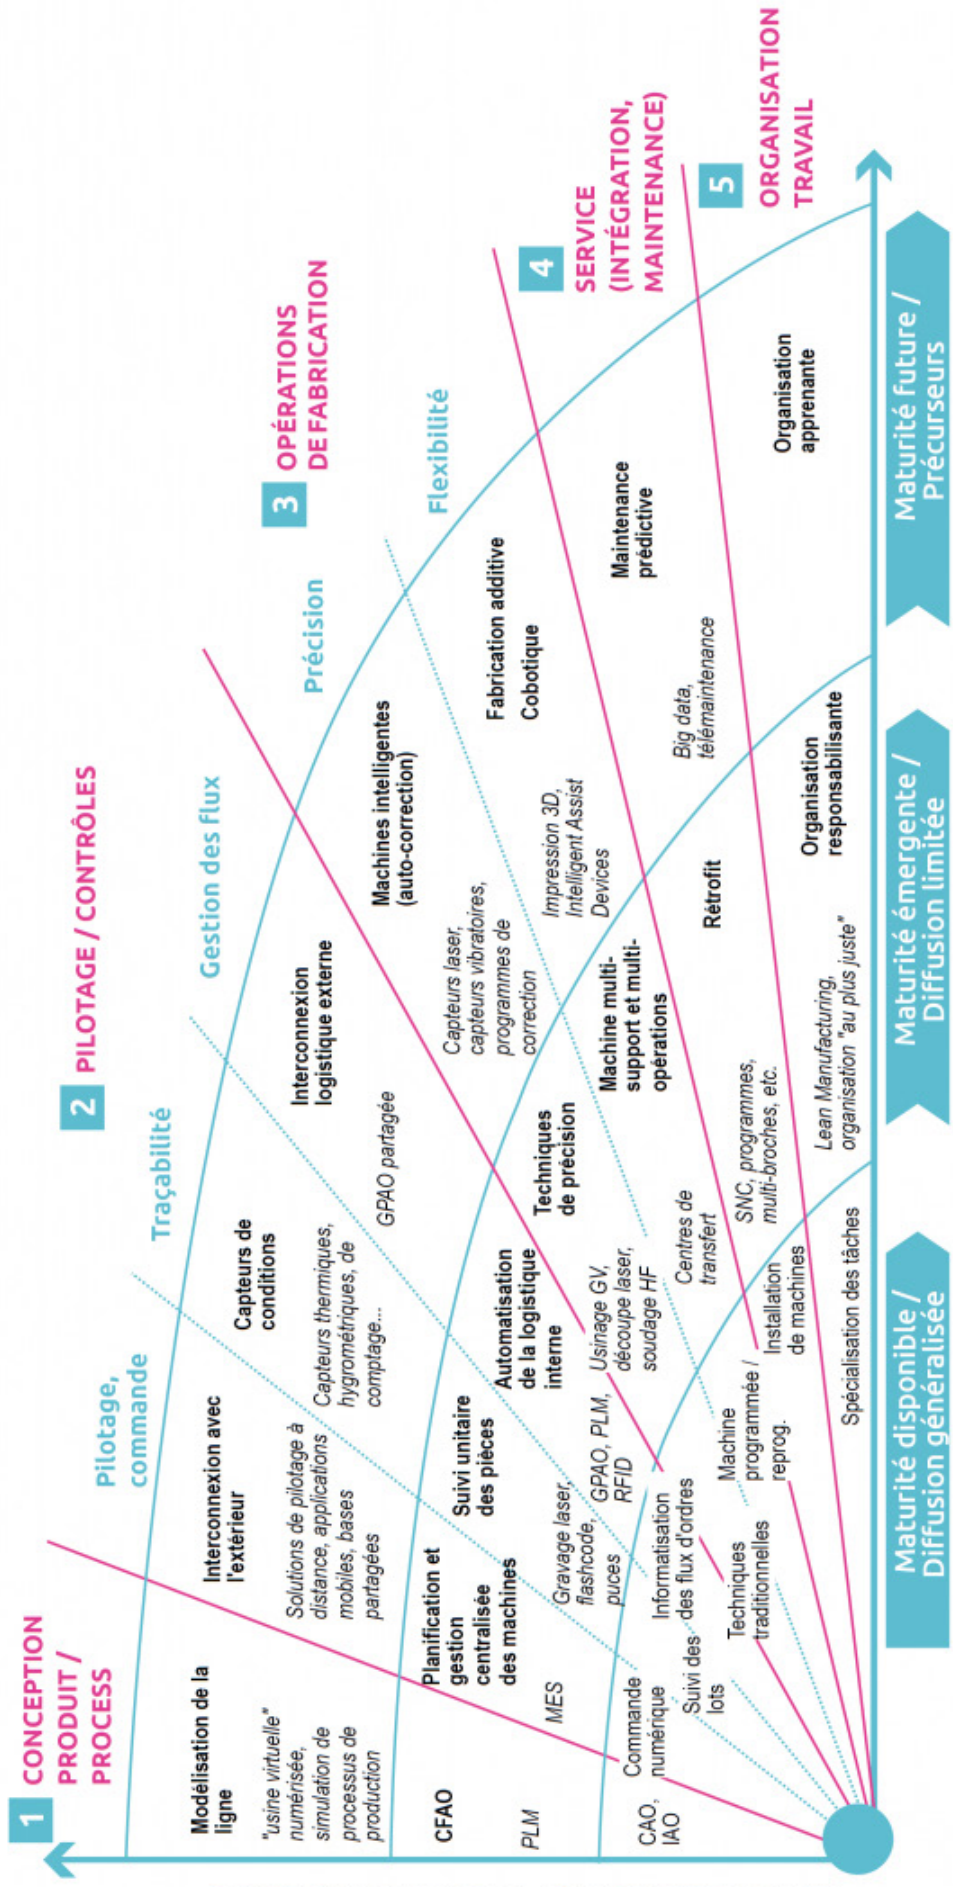 1
CONCEPTION
PRODUIT /
PROCESS
2
PILOTAGE / CONTRÔLES
3
OPÉRATIONS
DE FABRICATION
4
SERVICE
(INTÉGRATION,
MAINTENANCE)
5
ORGANISATION
TRAVAIL
Pilotage,
commande
Traçabilité
Gestion des flux
Précision
Flexibilité
Modélisation de la
ligne
"usine virtuelle"
numérisée,
simulation de
processus de
production
CFAO
PLM
CAO,
IAO
Interconnexion avec
l'extérieur
Solutions de pilotage à
distance, applications
mobiles, bases
partagées
Planification et
gestion
centralisée
des machines
MES
Commande
numérique
Capteurs de
conditions
Capteurs thermiques,
hygrométriques, de
comptage...
Suivi unitaire
des pièces
Gravage laser,
flashcode,
puces
Suivi des
lots
Interconnexion
logistique externe
GPAO partagée
Automatisation
de la logistique
interne
GPAO, PLM,
RFID
Informatisation
des flux d'ordres
Machines intelligentes
(auto-correction)
Capteurs laser,
capteurs vibratoires,
programmes de
correction
Techniques
de précision
Usinage GV,
découpe laser,
soudage HF
Techniques
traditionnelles
Fabrication additive
Cobotique
Impression 3D,
Intelligent Assist
Devices
Machine multi-
support et multi-
opérations
Centres de
transfert
Machine
programmée /
reprog.
Maintenance
prédictive
Big data,
télémaintenance
Rétrofit
SNC, programmes,
multi-broches, etc.
Installation
de machines
Organisation
apprenante
Organisation
responsabilisante
Lean Manufacturing,
organisation "au plus juste"
Spécialisation des tâches
Maturité disponible /
Diffusion généralisée
Maturité émergente /
Diffusion limitée
Maturité future /
Précurseurs